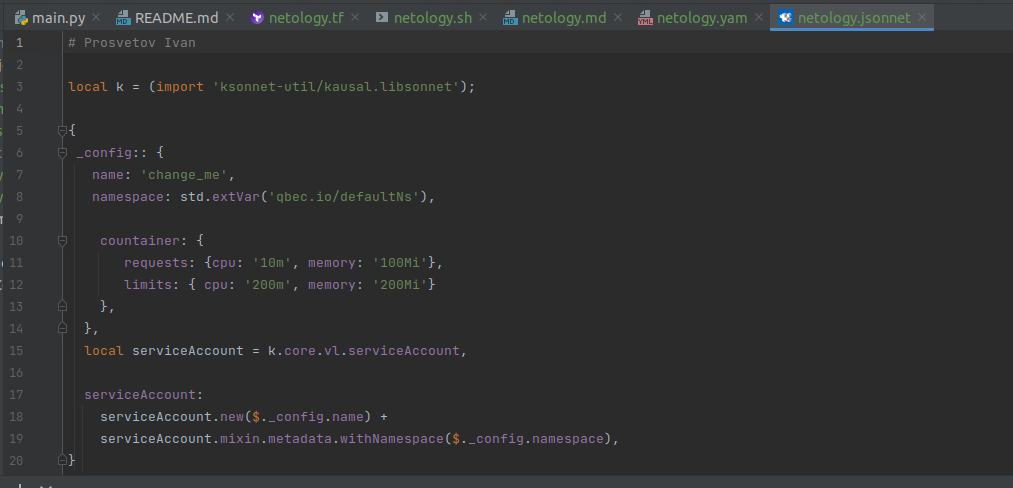 main.py README.md netology.tf netology.sh netology.md netology.yam netology.jsonnet
1 # Prosvetov Ivan
2
3 local k = (import 'ksonnet-util/kausal.libsonnet');
4
5 {
6 _config:: {
7 name: 'change_me',
8 namespace: std.extVar('qbec.io/defaultNs'),
9
10 countainer: {
11 requests: {cpu: '10m', memory: '100Mi'},
12 limits: { cpu: '200m', memory: '200Mi'}
13 },
14 },
15 local serviceAccount = k.core.vl.serviceAccount,
16
17 serviceAccount:
18 serviceAccount.new($._config.name) +
19 serviceAccount.mixin.metadata.withNamespace($._config.namespace),
20 }